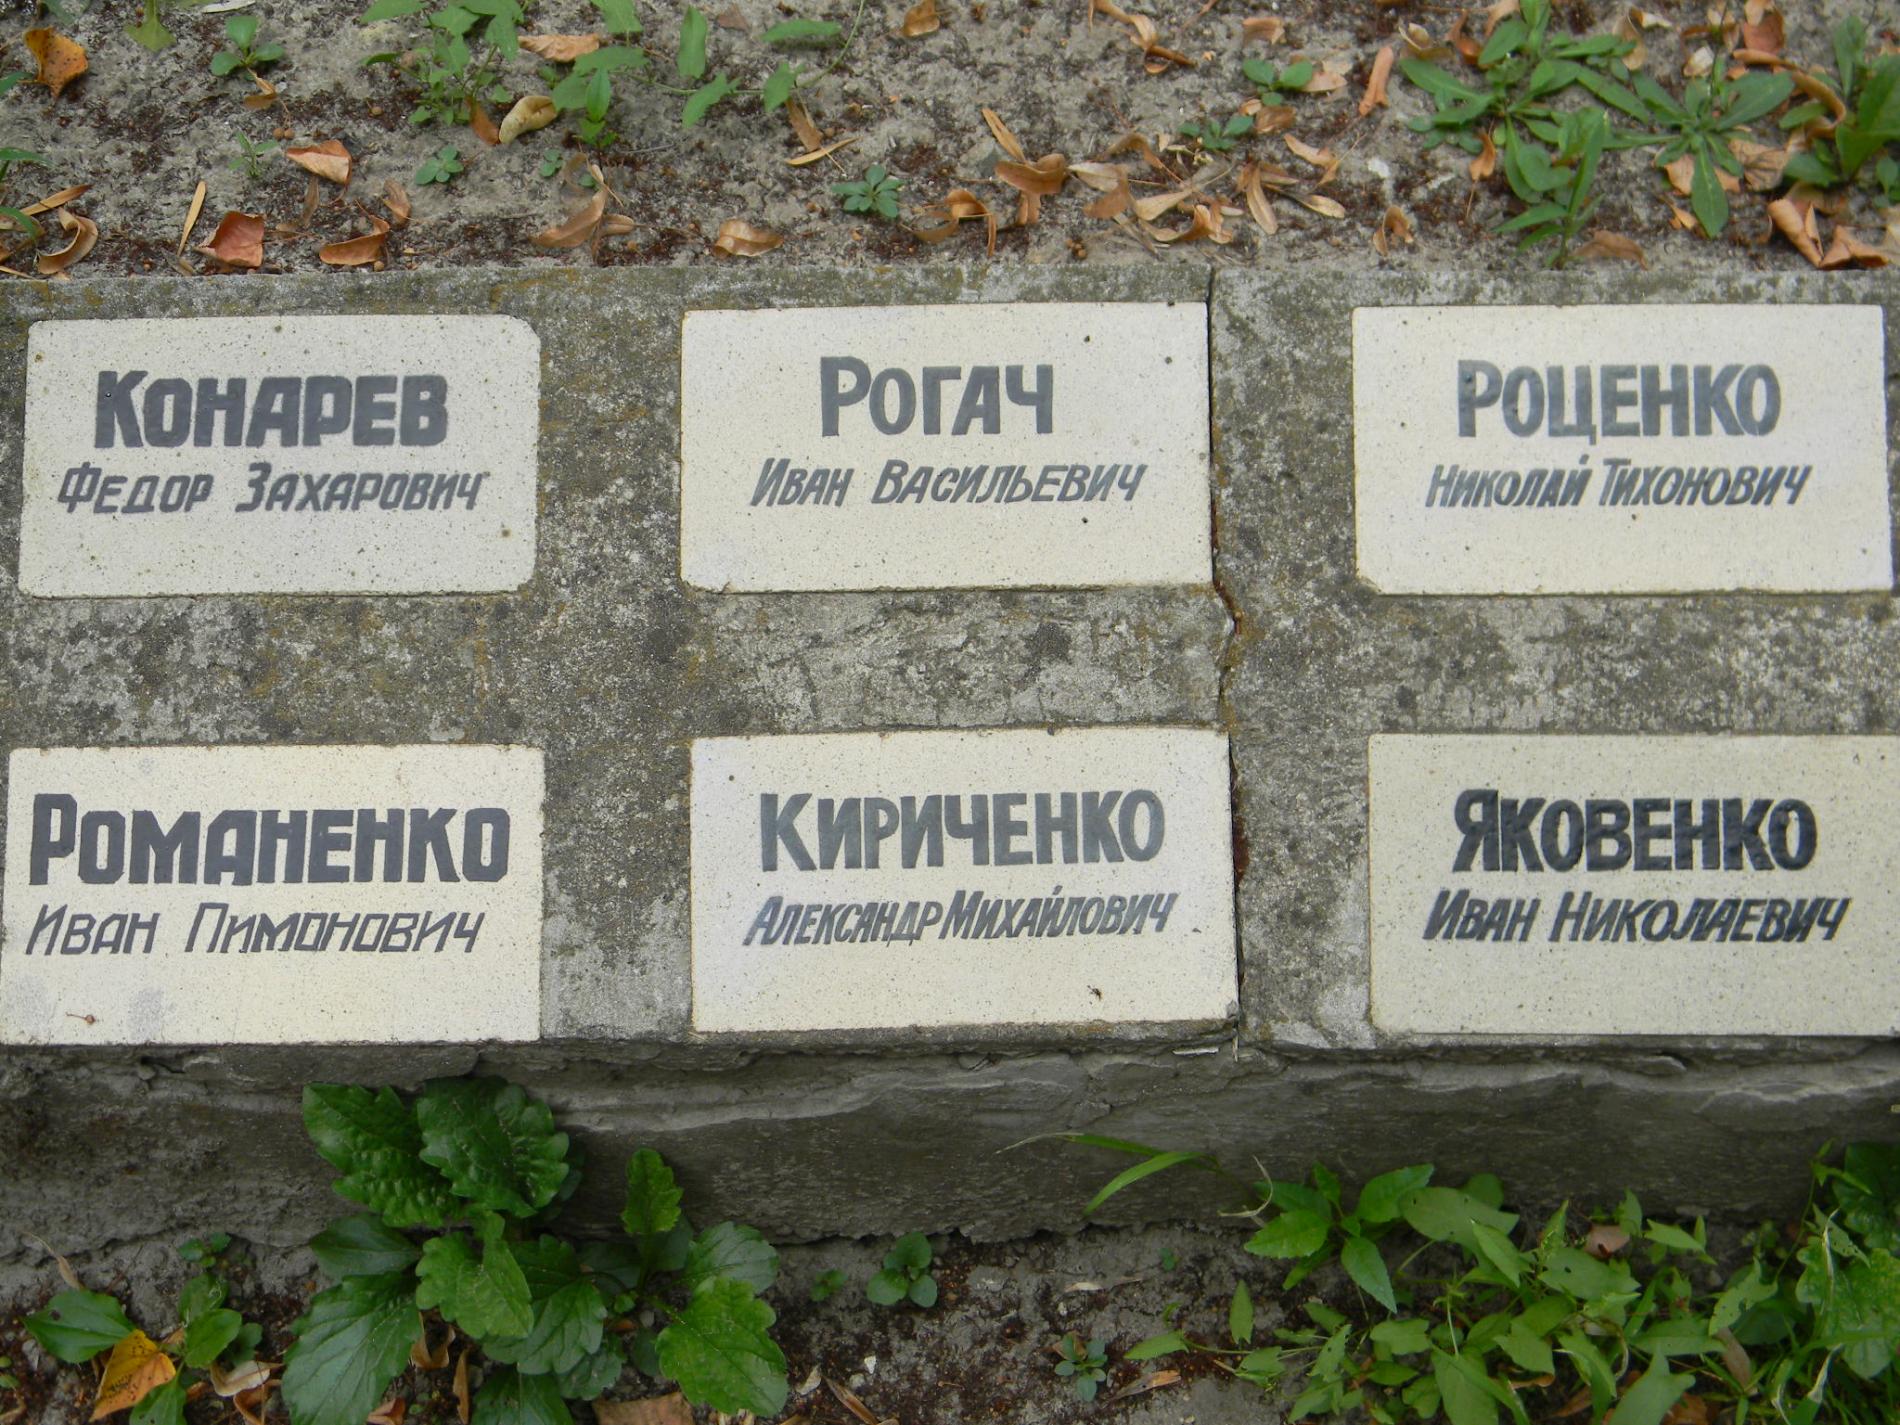 Конарев
Федор Захарович
Рогач
Иван Васильевич
Роценко
Николай Тихонович
Романенко
Иван Пимонович
Кириченко
Александр Михайлович
Яковенко
Иван Николаевич